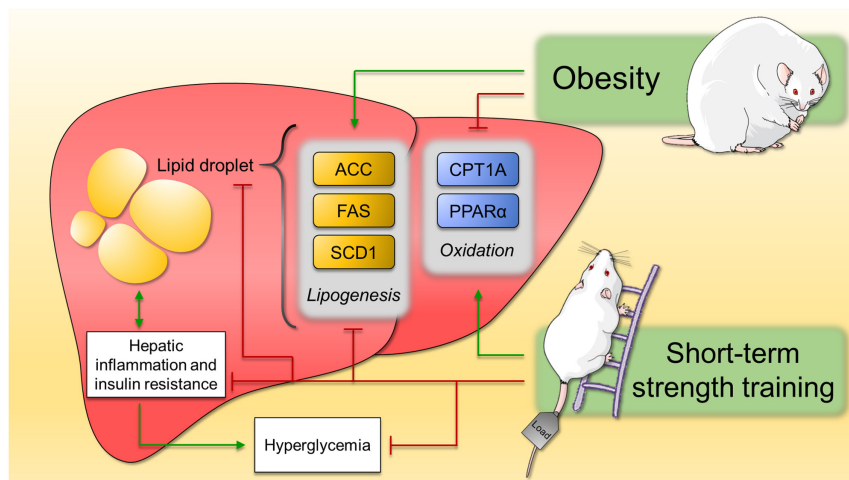 Obesity
Lipid droplet
ACC
FAS
SCD1
Lipogenesis
CPT1A
PPARα
Oxidation
Hepatic
inflammation and
insulin resistance
Hyperglycemia
Short-term
strength training
Load